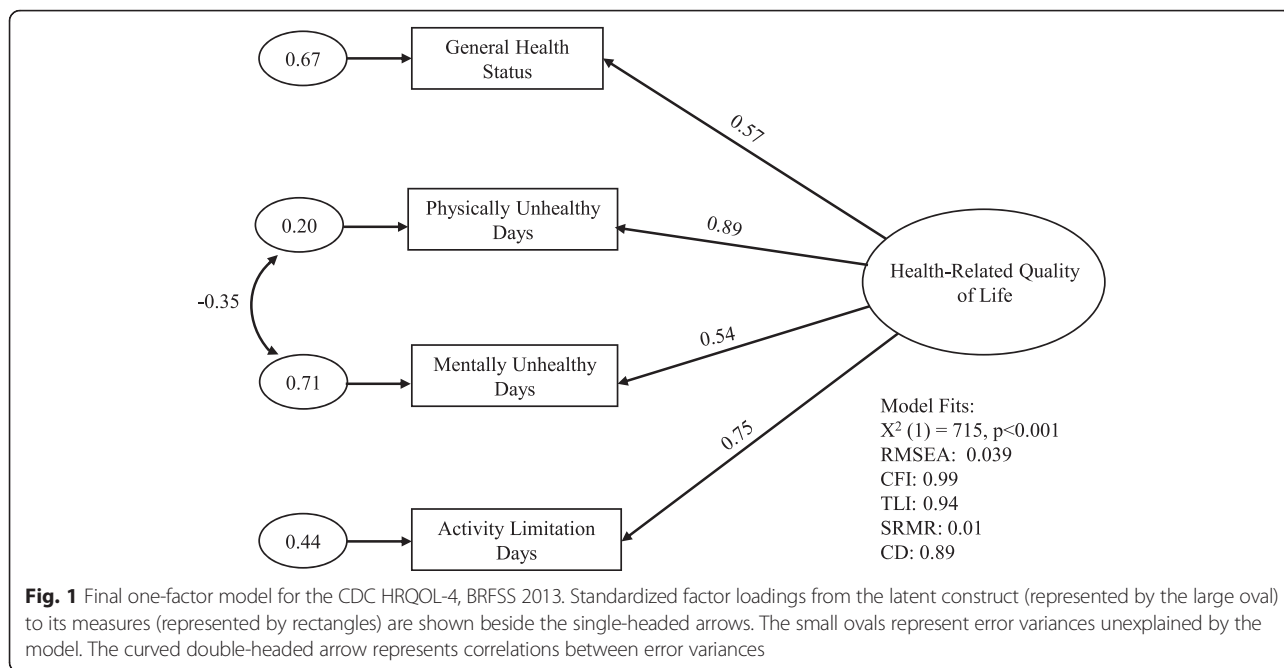 0.67
General Health
Status
0.57
0.20
Physically Unhealthy
Days
0.89
Health-Related Quality
of Life
-0.35
0.71
Mentally Unhealthy
Days
0.54
0.75
0.44
Activity Limitation
Days
Model Fits:
X² (1) = 715, p<0.001
RMSEA: 0.039
CFI: 0.99
TLI: 0.94
SRMR: 0.01
CD: 0.89
Fig. 1 Final one-factor model for the CDC HRQOL-4, BRFSS 2013. Standardized factor loadings from the latent construct (represented by the large oval)
to its measures (represented by rectangles) are shown beside the single-headed arrows. The small ovals represent error variances unexplained by the
model. The curved double-headed arrow represents correlations between error variances